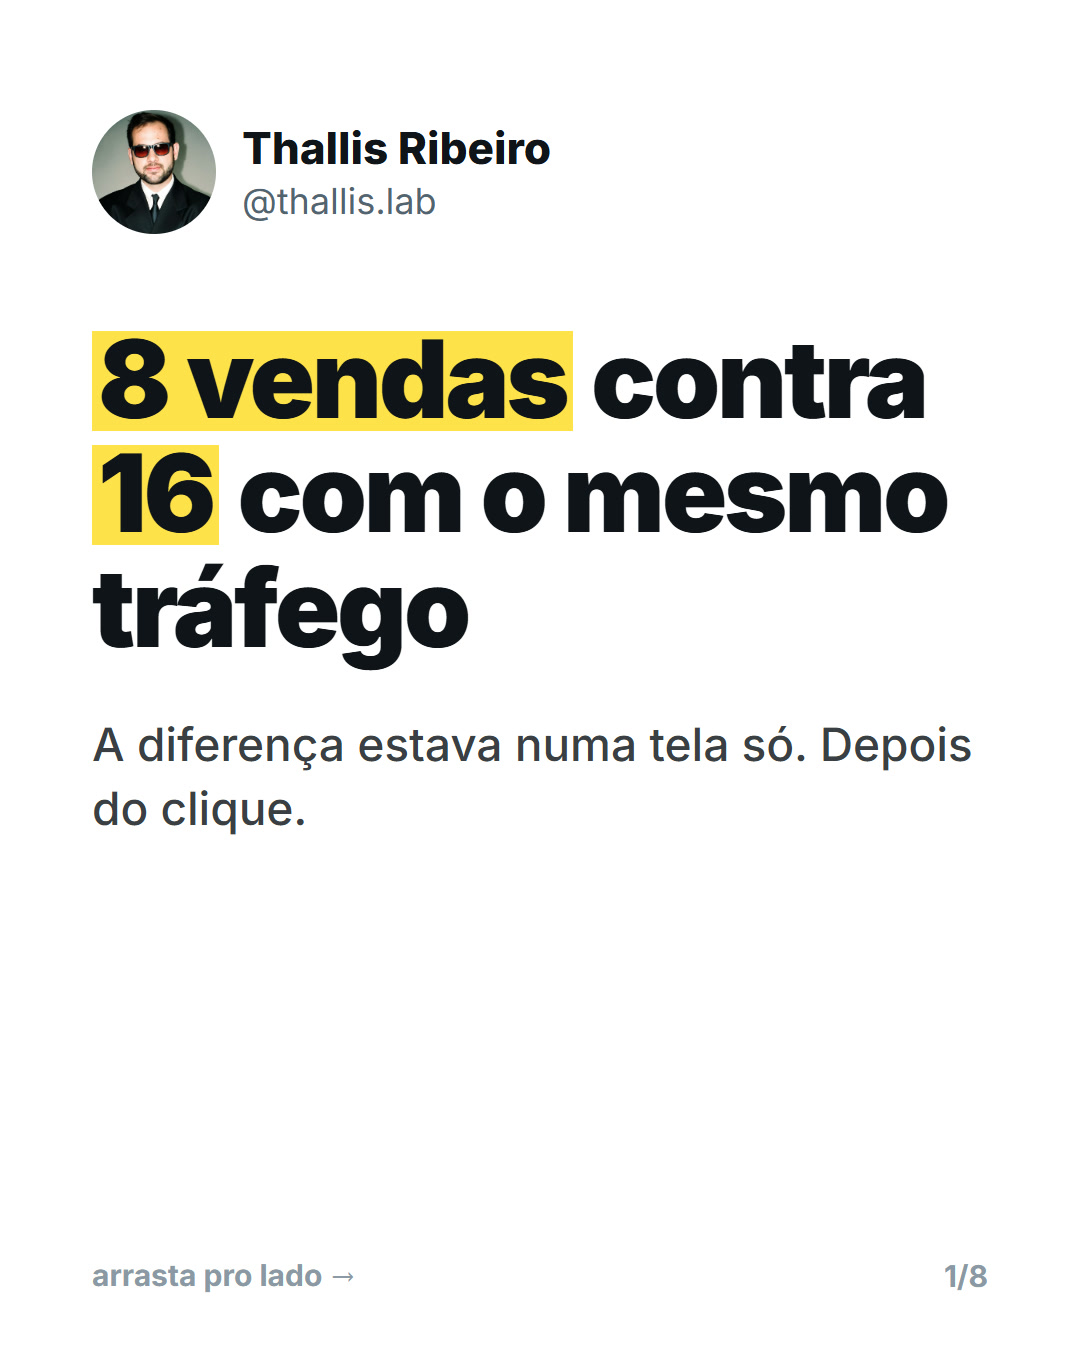 Thallis Ribeiro
@thallis.lab
8 vendas contra
16 com o mesmo
tráfego
A diferença estava numa tela só. Depois
do clique.
arrasta pro lado →
1/8